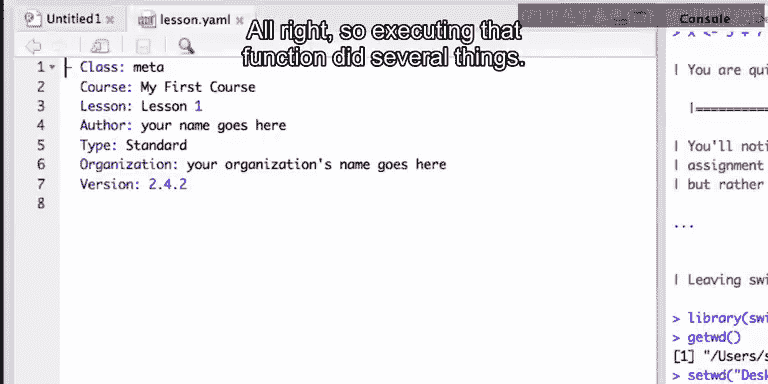 Untitled1
lesson.yaml
All right, so executing that
function did several things.
Console
1 - Class: meta
2 Course: My First Course
3 Lesson: Lesson 1
4 Author: your name goes here
5 Type: Standard
6 Organization: your organization's name goes here
7 Version: 2.4.2
8
| You are qui
|==========
| You'll noti
| assignment
| but rather
...
| Leaving swi
> library(swi
> getwd()
[1] "/Users/s
> setwd("Desk